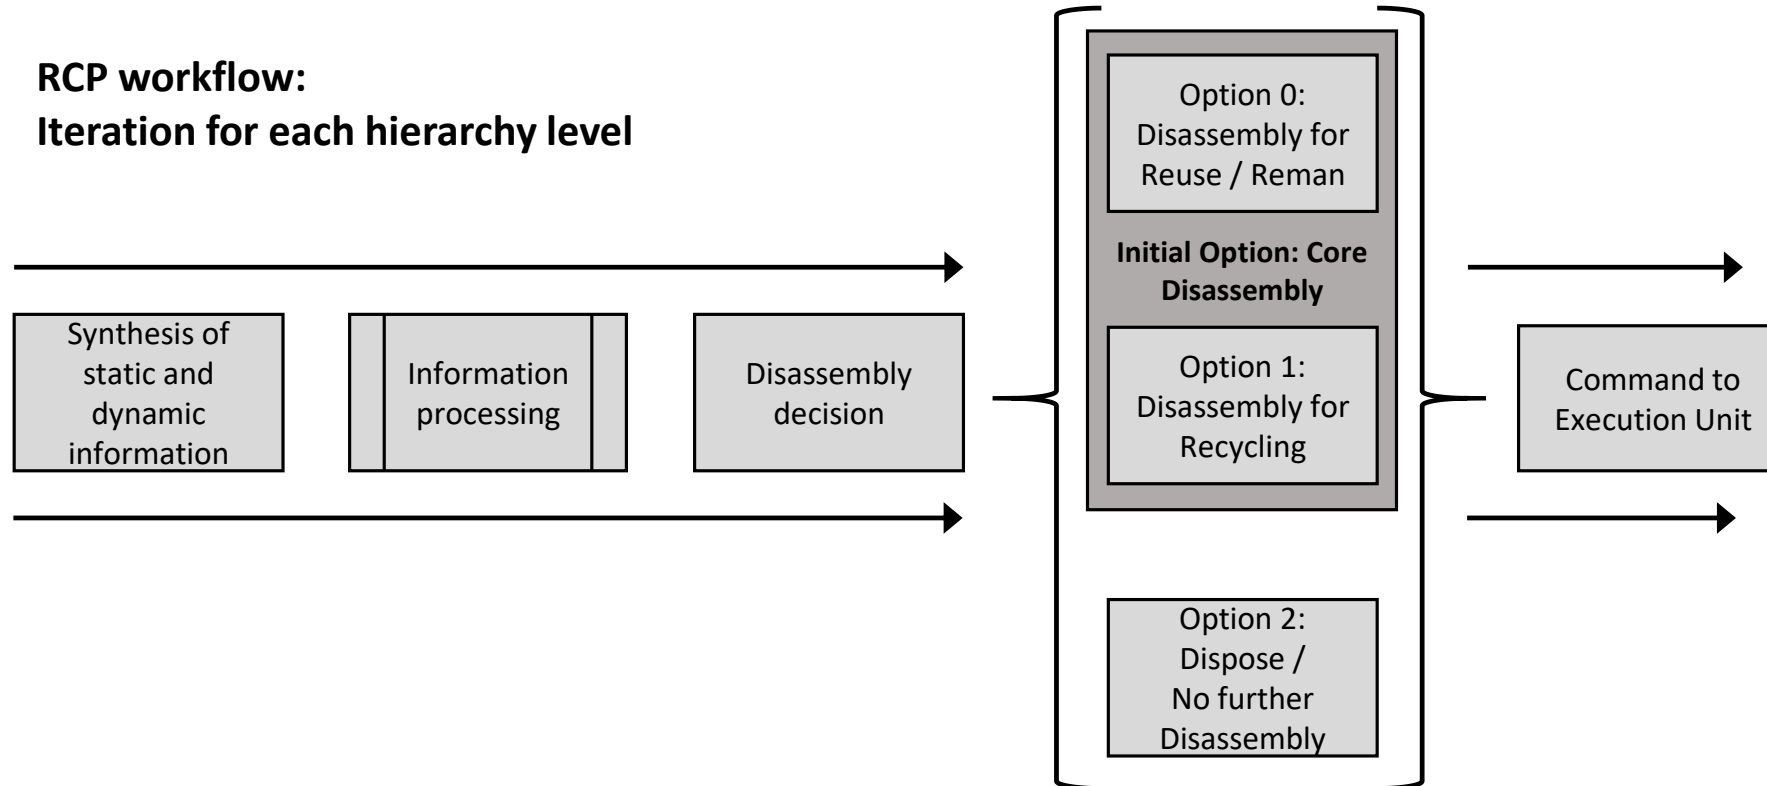 RCP workflow:
Iteration for each hierarchy level
Synthesis of
static and
dynamic
information
Information
processing
Disassembly
decision
Option 0:
Disassembly for
Reuse / Reman
Initial Option: Core
Disassembly
Option 1:
Disassembly for
Recycling
Option 2:
Dispose /
No further
Disassembly
Command to
Execution Unit